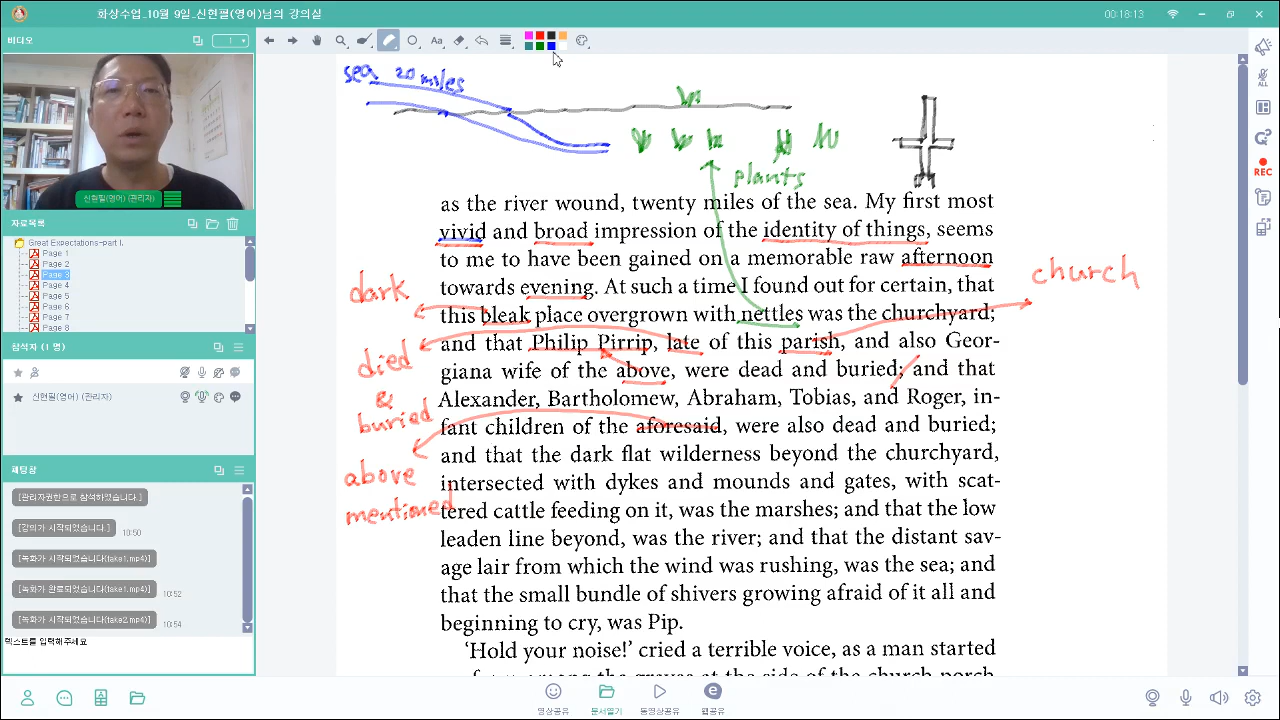 화상수업_10월 9일_신현필(영어)님의 강의실
00:18:13
비디오
1
Aa
신현필(영어) (관리자)
자료목록
Great Expectations-part I.
Page 1
Page 2
Page 3
Page 4
Page 5
Page 6
Page 7
Page 8
참석자 (1 명)
신현필(영어) (관리자)
채팅창
[관리자권한으로 참석하였습니다.]
[강의가 시작되었습니다.]
10:50
[녹화가 시작되었습니다(take1.mp4)]
[녹화가 완료되었습니다(take1.mp4)]
10:52
[녹화가 시작되었습니다(take2.mp4)]
10:54
텍스트를 입력해주세요
sea 20 miles
plants
as the river wound, twenty miles of the sea. My first most
vivid and broad impression of the identity of things, seems
to me to have been gained on a memorable raw afternoon
towards evening. At such a time I found out for certain, that
this bleak place overgrown with nettles was the churchyard;
and that Philip Pirrip, late of this parish, and also Geor-
giana wife of the above, were dead and buried; and that
Alexander, Bartholomew, Abraham, Tobias, and Roger, in-
fant children of the aforesaid, were also dead and buried;
and that the dark flat wilderness beyond the churchyard,
intersected with dykes and mounds and gates, with scat-
tered cattle feeding on it, was the marshes; and that the low
leaden line beyond, was the river; and that the distant sav-
age lair from which the wind was rushing, was the sea; and
that the small bundle of shivers growing afraid of it all and
beginning to cry, was Pip.
'Hold your noise!' cried a terrible voice, as a man started
up from among the graves at the side of the church porch
dark
died
&
buried
above
mentioned
church
ALL
REC
영상공유
문서열기
동영상공유
웹공유